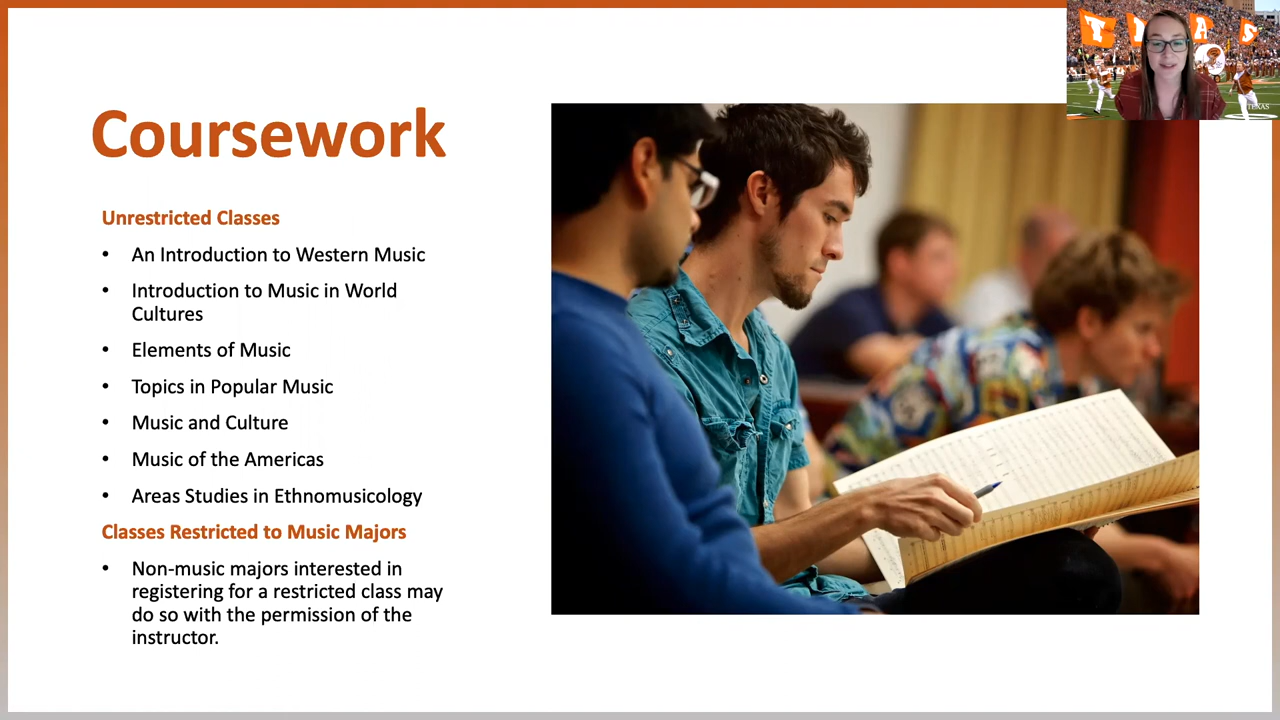 Coursework
Unrestricted Classes
• An Introduction to Western Music
• Introduction to Music in World
Cultures
• Elements of Music
• Topics in Popular Music
• Music and Culture
• Music of the Americas
• Areas Studies in Ethnomusicology
Classes Restricted to Music Majors
• Non-music majors interested in
registering for a restricted class may
do so with the permission of the
instructor.
T A S
TEXAS